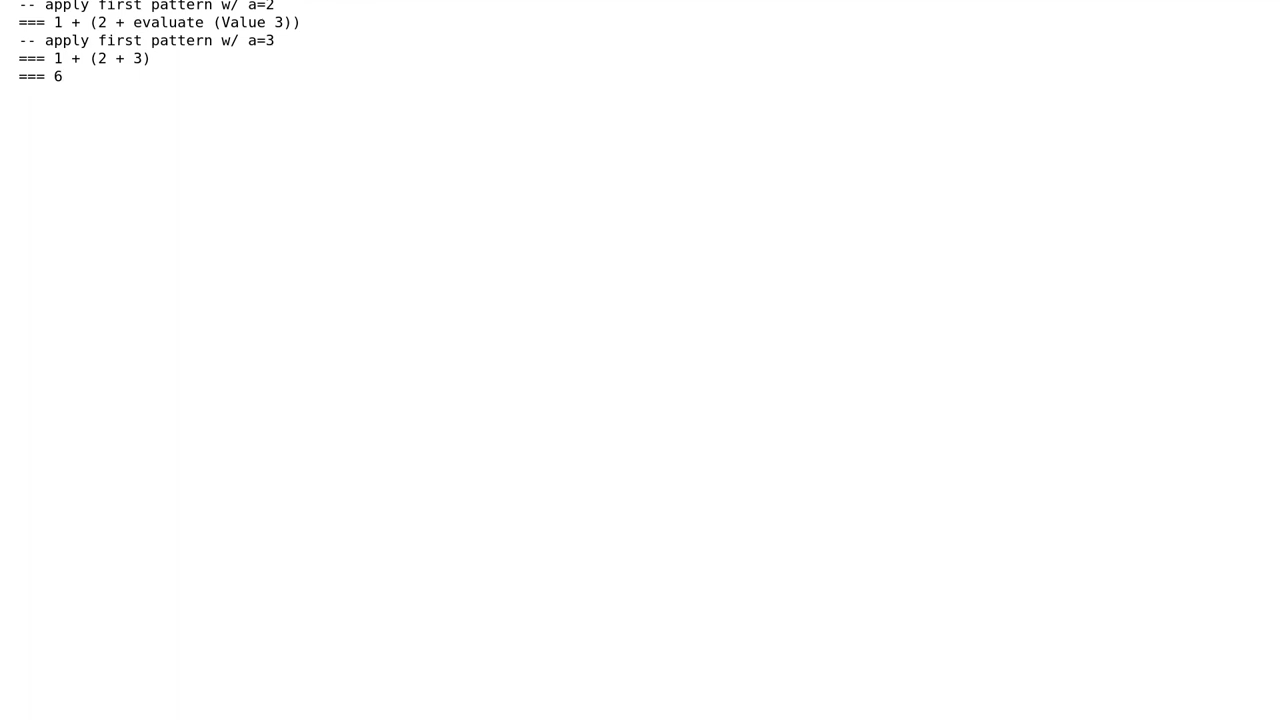 -- apply first pattern w/ a=2
=== 1 + (2 + evaluate (Value 3))
-- apply first pattern w/ a=3
=== 1 + (2 + 3)
=== 6